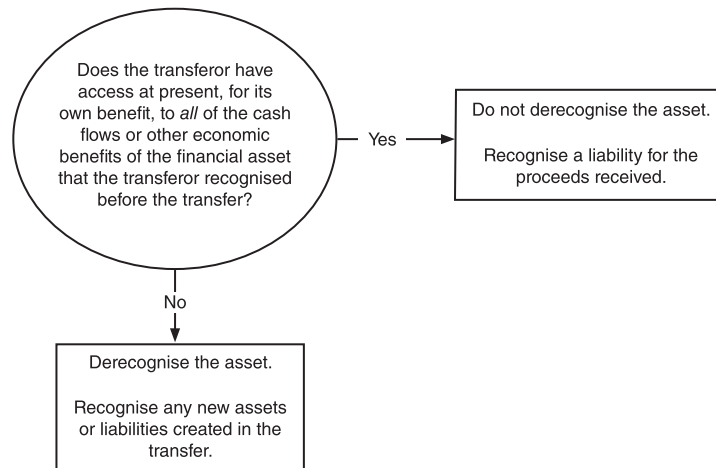 Does the transferor have
access at present, for its
own benefit, to all of the cash
flows or other economic
benefits of the financial asset
that the transferor recognised
before the transfer?
Yes
Do not derecognise the asset.
Recognise a liability for the
proceeds received.
No
Derecognise the asset.
Recognise any new assets
or liabilities created in the
transfer.